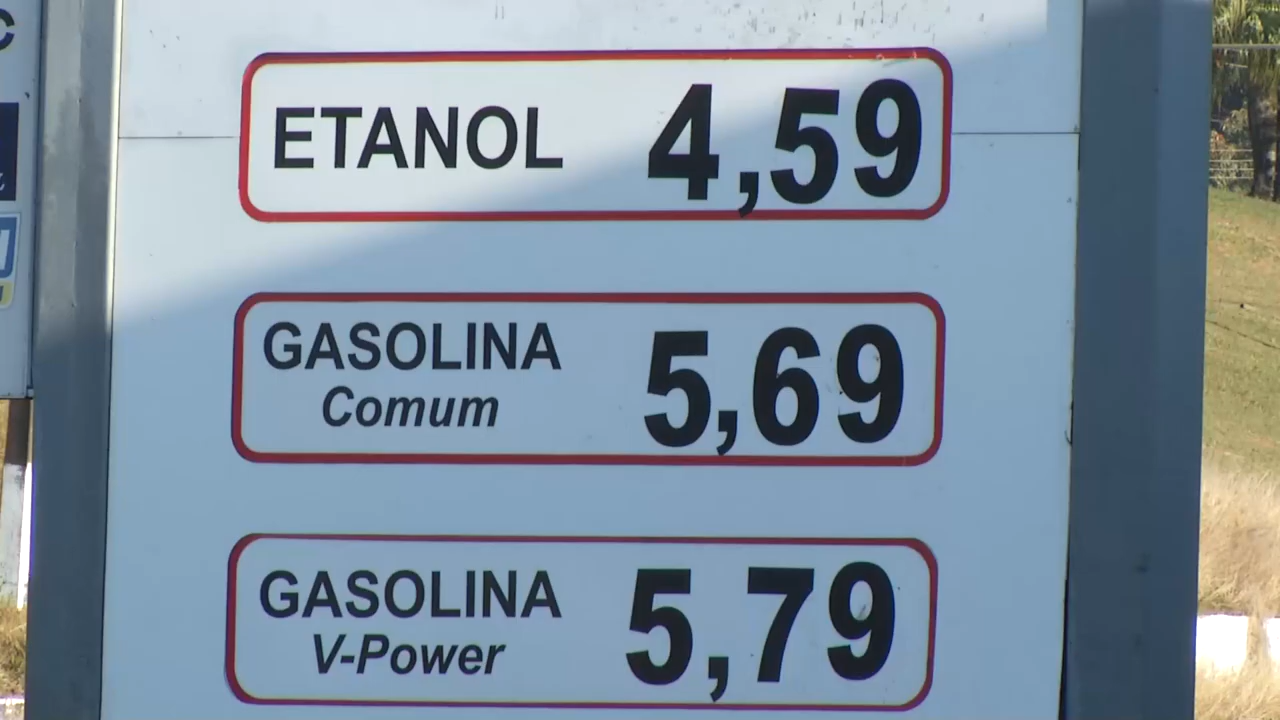 ETANOL 4,59
GASOLINA
Comum
5,69
GASOLINA
V-Power
5,79